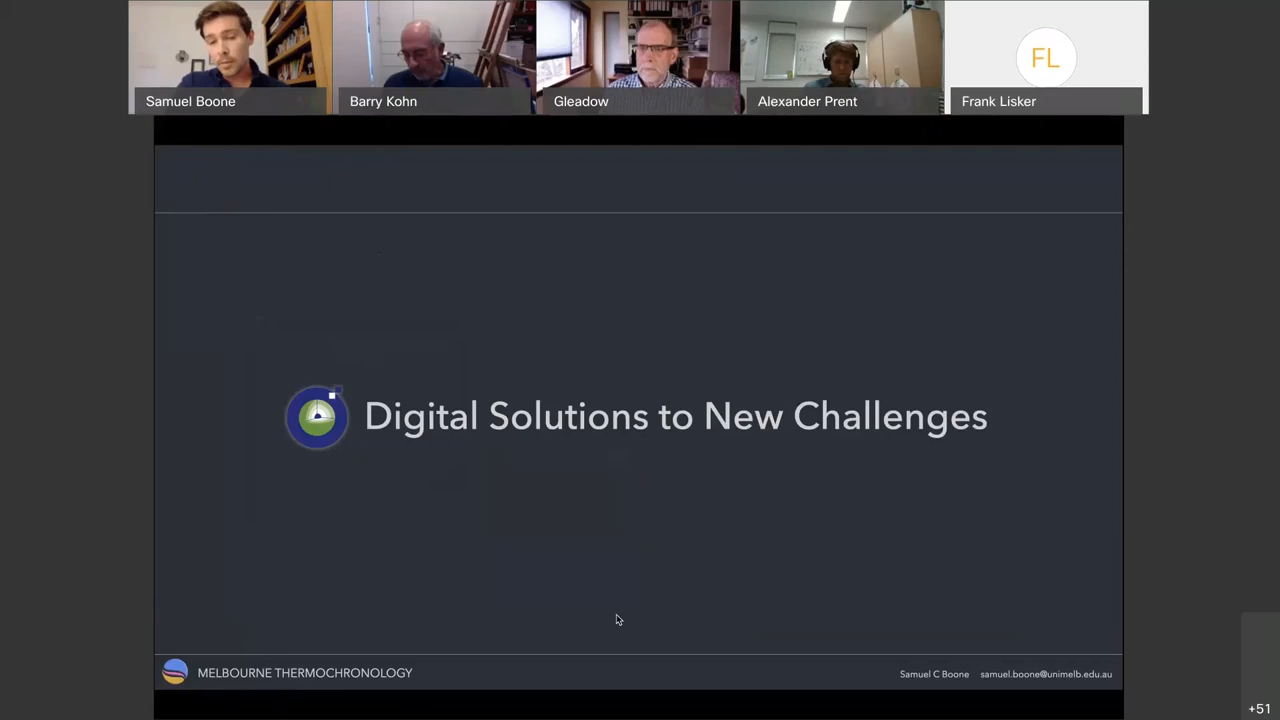 Samuel Boone
Barry Kohn
Gleadow
Alexander Prent
FL
Frank Lisker
Digital Solutions to New Challenges
MELBOURNE THERMOCHRONOLOGY
Samuel C Boone samuel.boone@unimelb.edu.au
+51